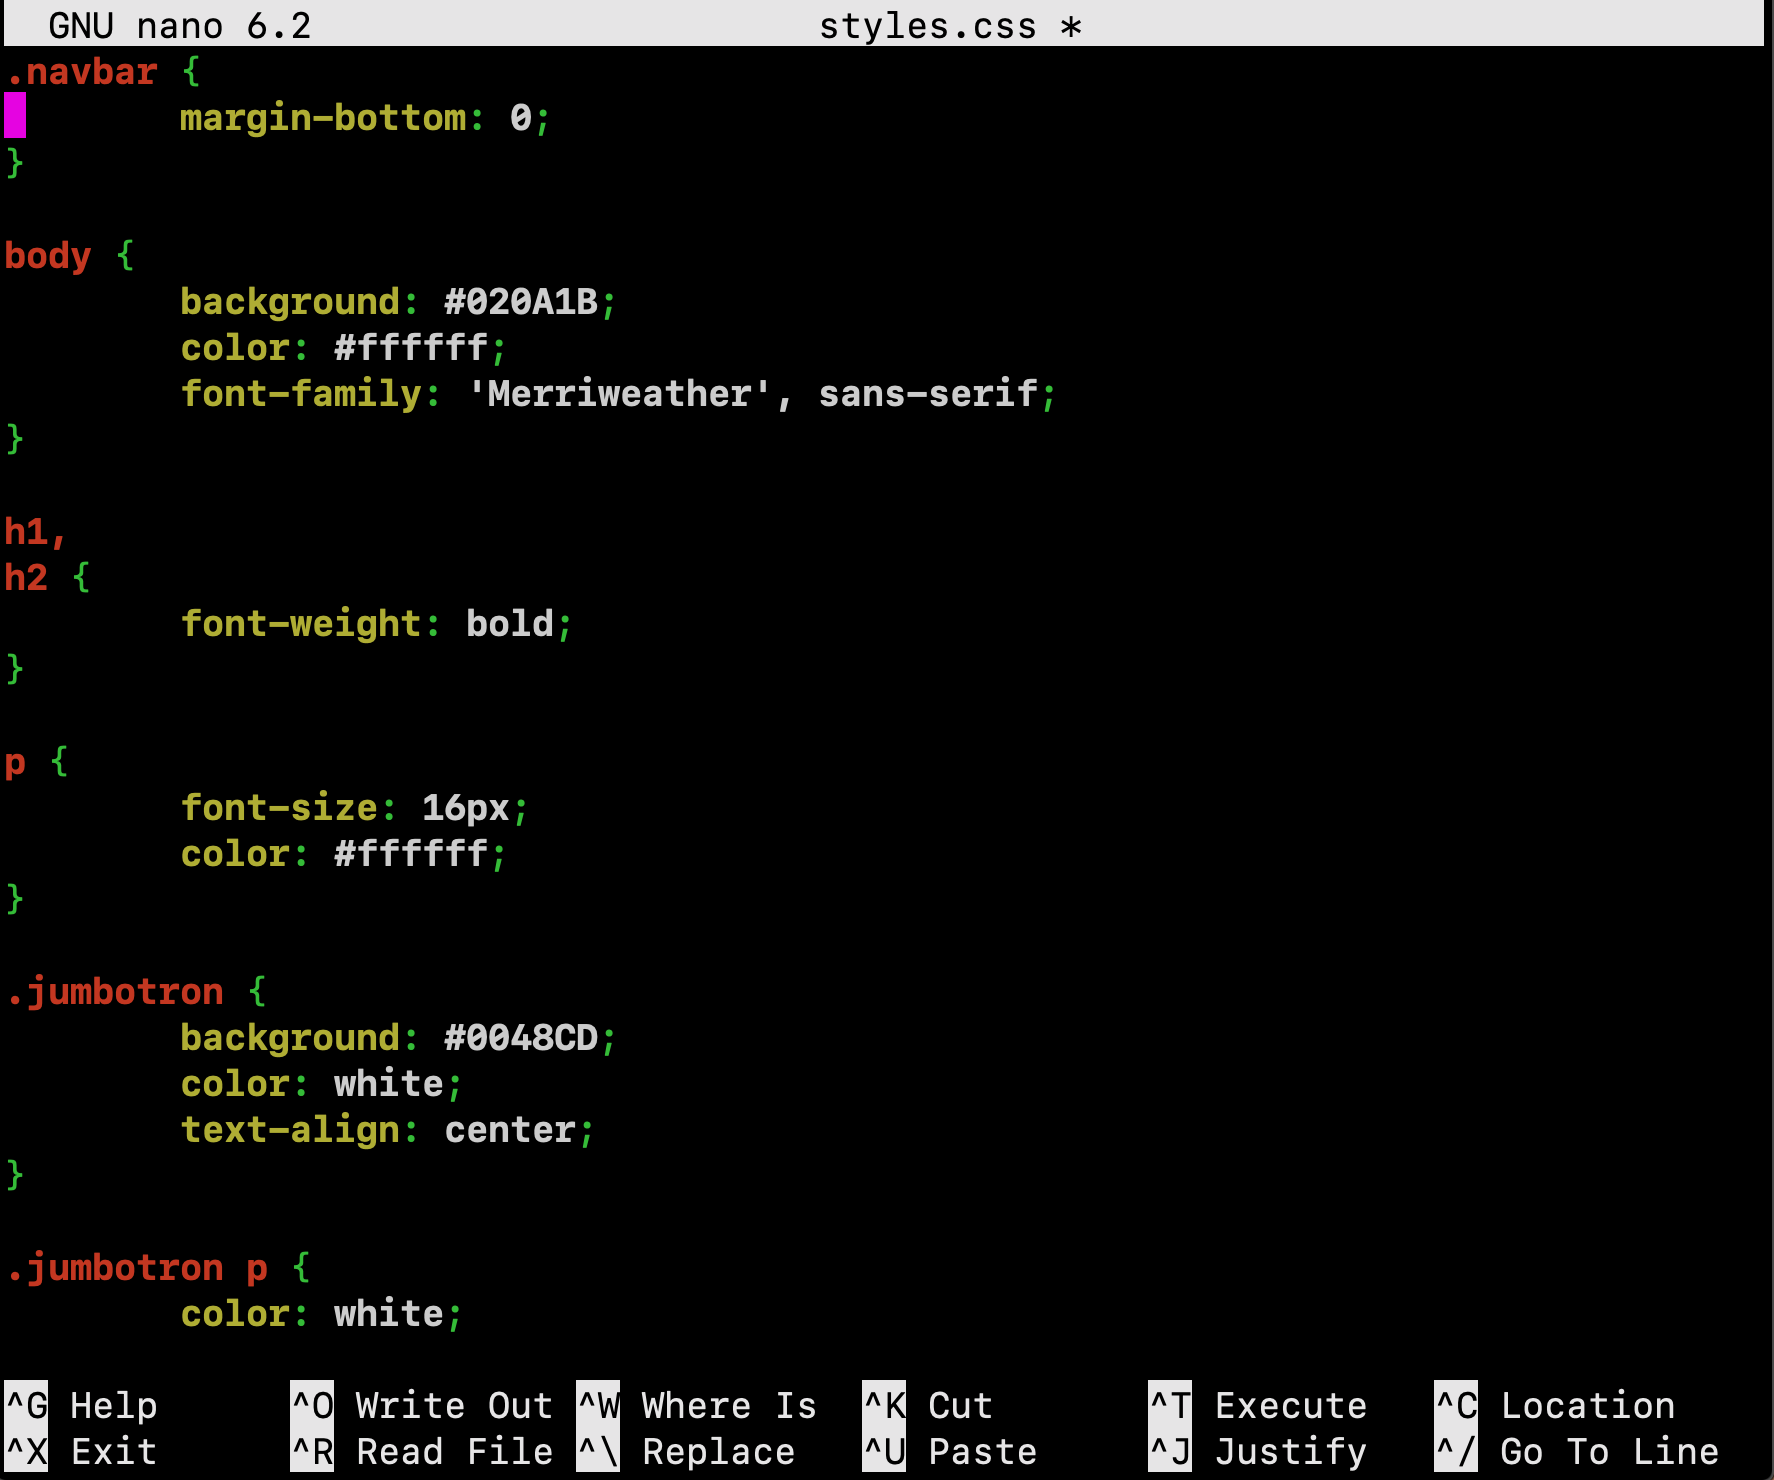 GNU nano 6.2 styles.css *
.navbar {
margin-bottom: 0;
}
body {
background: #020A1B;
color: #ffffff;
font-family: 'Merriweather', sans-serif;
}
h1,
h2 {
font-weight: bold;
}
p {
font-size: 16px;
color: #ffffff;
}
.jumbotron {
background: #0048CD;
color: white;
text-align: center;
}
.jumbotron p {
color: white;
^G Help ^O Write Out ^W Where Is ^K Cut ^T Execute ^C Location
^X Exit ^R Read File ^\ Replace ^U Paste ^J Justify ^/ Go To Line